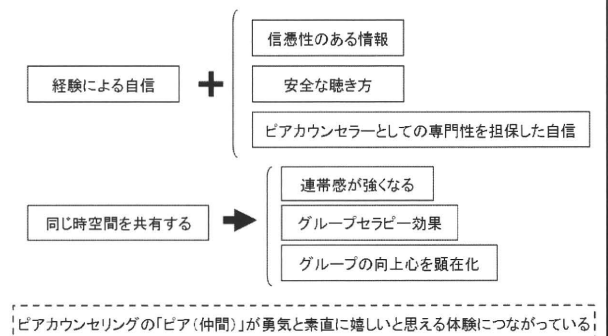 信憑性のある情報
経験による自信
+
安全な聴き方
ピアカウンセラーとしての専門性を担保した自信
連帯感が強くなる
同じ時空間を共有する
グループセラピー効果
グループの向上心を顕在化
ピアカウンセリングの「ピア(仲間)」が勇気と素直に嬉しいと思える体験につながっている